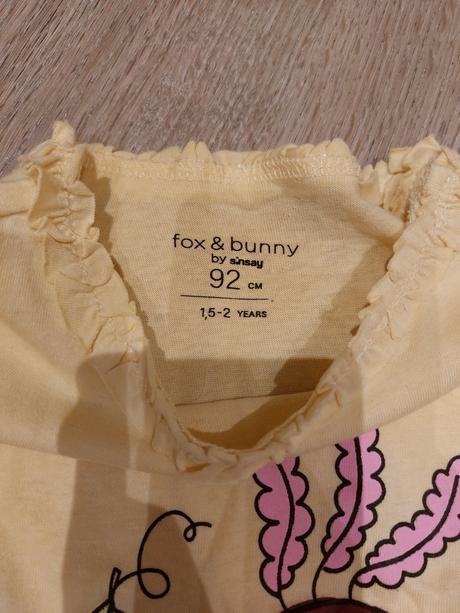 fox & bunny
by sinsay
92 CM
1,5-2 YEARS